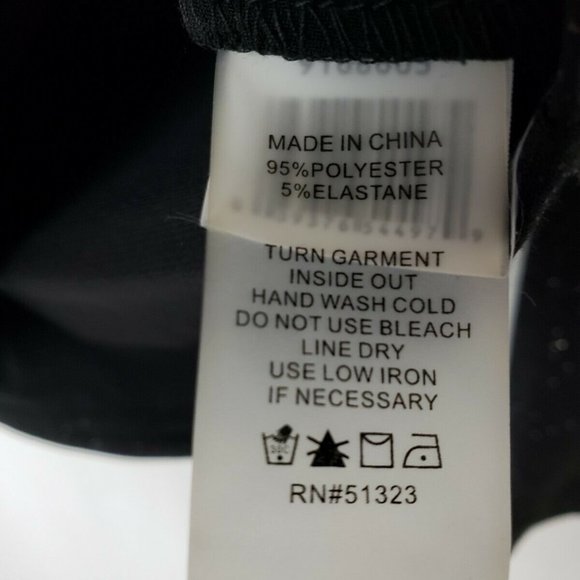 MADE IN CHINA
95%POLYESTER
5%ELASTANE
TURN GARMENT
INSIDE OUT
HAND WASH COLD
DO NOT USE BLEACH
LINE DRY
USE LOW IRON
IF NECESSARY
RN#51323